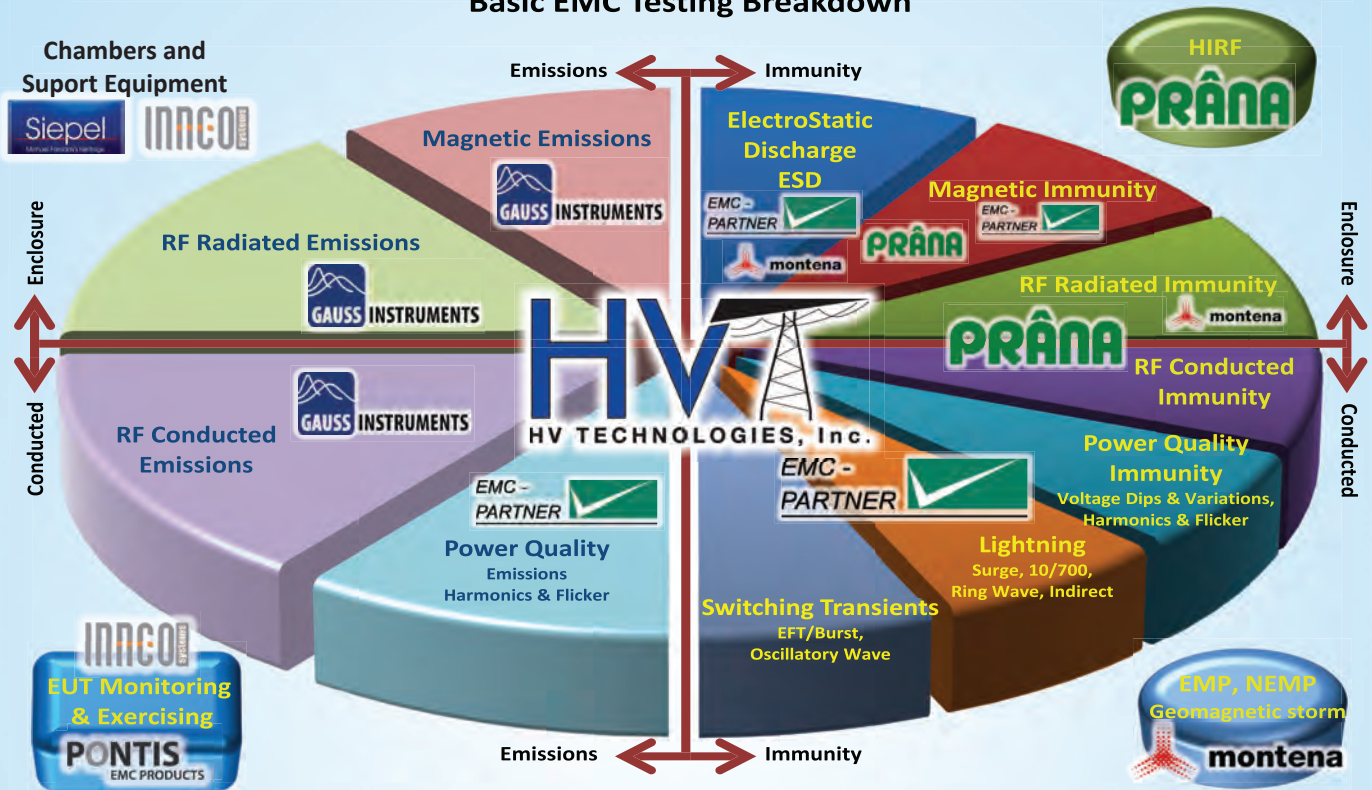 Basic EMC Testing Breakdown
Chambers and
Suport Equipment
Siepel
INNCO
systems
Emissions
Immunity
HIRF
PRÂNA
Enclosure
Conducted
Magnetic Emissions
GAUSS INSTRUMENTS
RF Radiated Emissions
GAUSS INSTRUMENTS
RF Conducted
Emissions
GAUSS INSTRUMENTS
EMC -
PARTNER
Power Quality
Emissions
Harmonics & Flicker
ElectroStatic
Discharge
ESD
EMC -
PARTNER
montena
Magnetic Immunity
EMC -
PARTNER
PRÂNA
RF Radiated Immunity
montena
PRÂNA
RF Conducted
Immunity
Power Quality
Immunity
Voltage Dips & Variations,
Harmonics & Flicker
HVT
HV TECHNOLOGIES, Inc.
EMC -
PARTNER
Lightning
Surge, 10/700,
Ring Wave, Indirect
Switching Transients
EFT/Burst,
Oscillatory Wave
Enclosure
Conducted
INNCO
systems
EUT Monitoring
& Exercising
PONTIS
EMC PRODUCTS
Emissions
Immunity
EMP, NEMP
Geomagnetic storm
montena